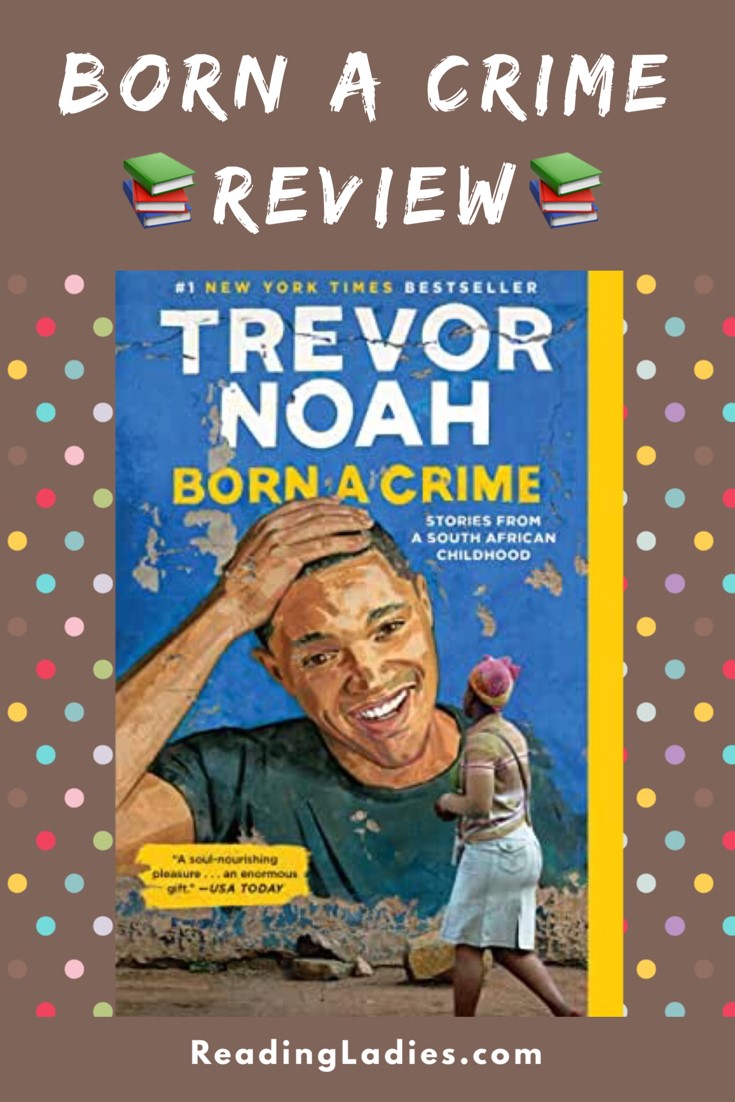 BORN A CRIME
REVIEW
#1 NEW YORK TIMES BESTSELLER
TREVOR
NOAH
BORN A CRIME
STORIES FROM
A SOUTH AFRICAN
CHILDHOOD
"A soul-nourishing
pleasure . . . an enormous
gift." —USA TODAY
ReadingLadies.com